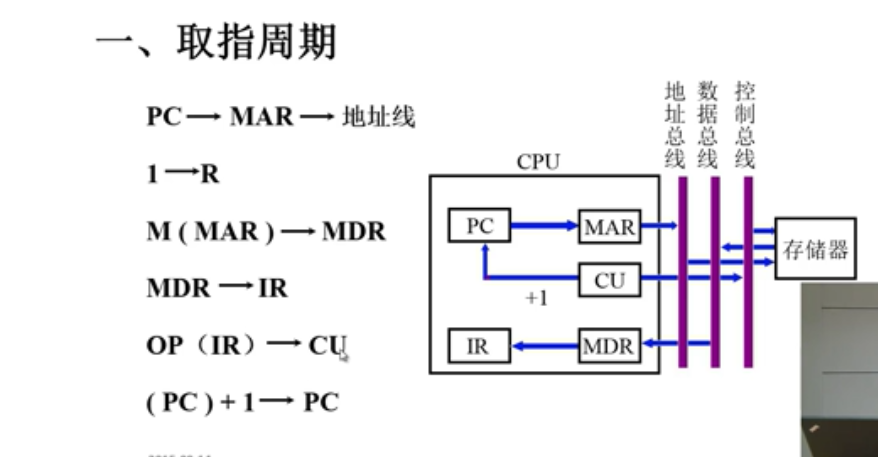 一、取指周期
PC → MAR → 地址线
1 → R
M ( MAR ) → MDR
MDR → IR
OP（IR）→ CU
( PC ) + 1 → PC
地址总线
数据总线
控制总线
CPU
PC
MAR
CU
+1
IR
MDR
存储器